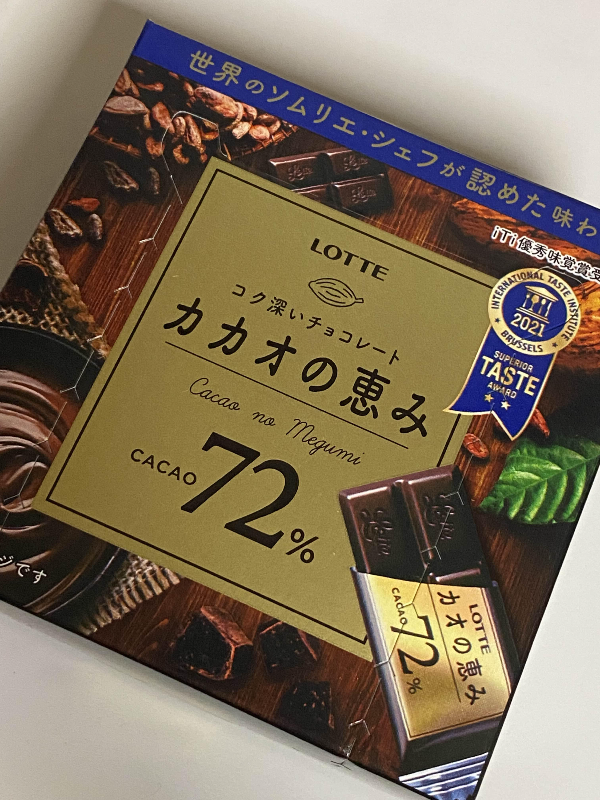 世界のソムリエ・シェフが認めた味わ
iTi優秀味覚賞受
INTERNATIONAL TASTE INSTITUTE
2021
BRUSSELS
SUPERIOR
TASTE
AWARD
LOTTE
コク深いチョコレート
カカオの恵み
Cacao no Megumi
CACAO 72%
LOTTE
カカオの恵み
CACAO 72%
ジです